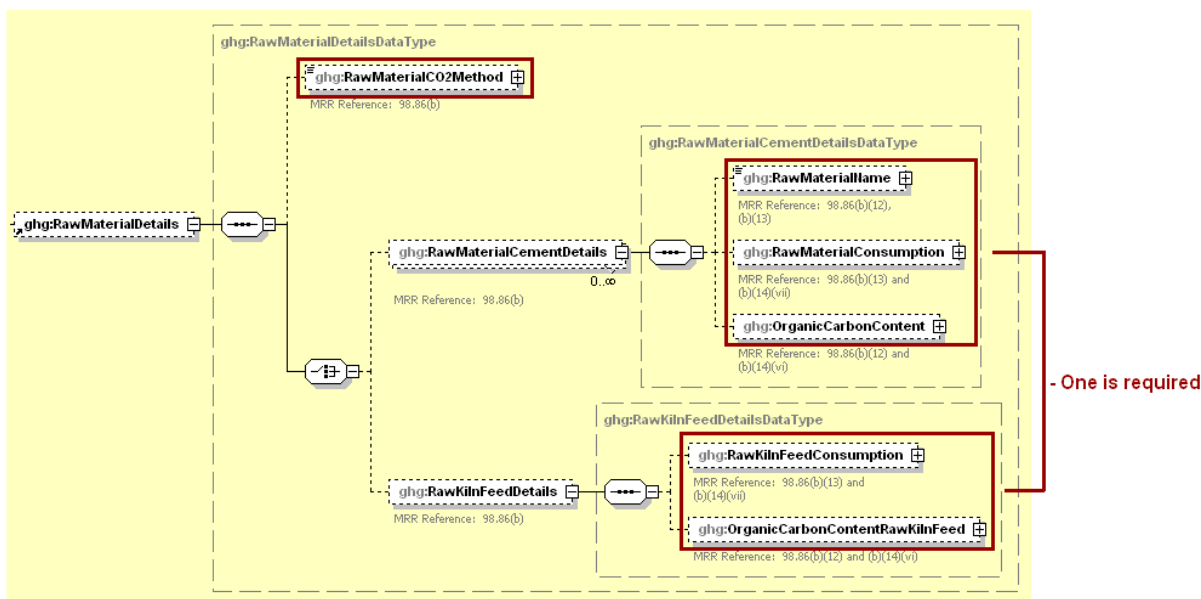 ghg:RawMaterialDetailsDataType
ghg:RawMaterialCO2Method
MRR Reference: 98.86(b)
ghg:RawMaterialCementDetailsDataType
ghg:RawMaterialName
MRR Reference: 98.86(b)(12),
(b)(13)
ghg:RawMaterialDetails
ghg:RawMaterialCementDetails
0..∞
MRR Reference: 98.86(b)
ghg:RawMaterialConsumption
MRR Reference: 98.86(b)(13) and
(b)(14)(vii)
ghg:OrganicCarbonContent
MRR Reference: 98.86(b)(12) and
(b)(14)(vi)
- One is required
ghg:RawKilnFeedDetailsDataType
ghg:RawKilnFeedConsumption
MRR Reference: 98.86(b)(13) and
(b)(14)(vii)
ghg:RawKilnFeedDetails
MRR Reference: 98.86(b)
ghg:OrganicCarbonContentRawKilnFeed
MRR Reference: 98.86(b)(12) and (b)(14)(vi)